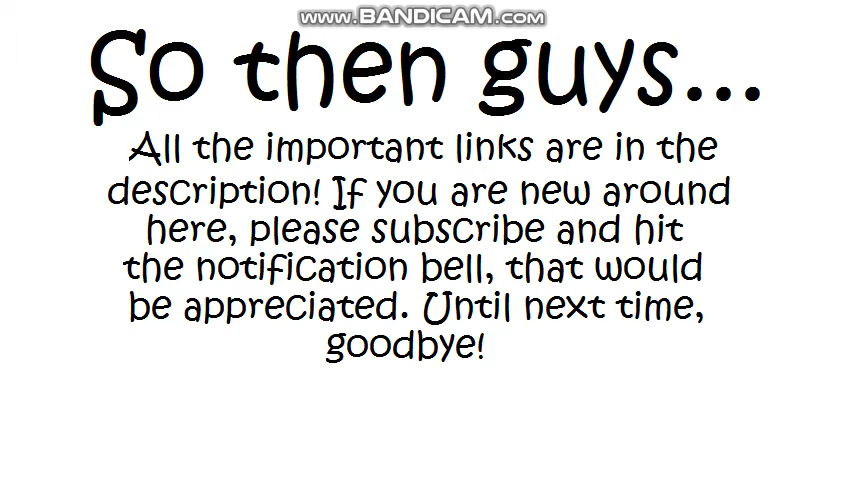 www.BANDICAM.com
So then guys...
All the important links are in the
description! If you are new around
here, please subscribe and hit
the notification bell, that would
be appreciated. Until next time,
goodbye!